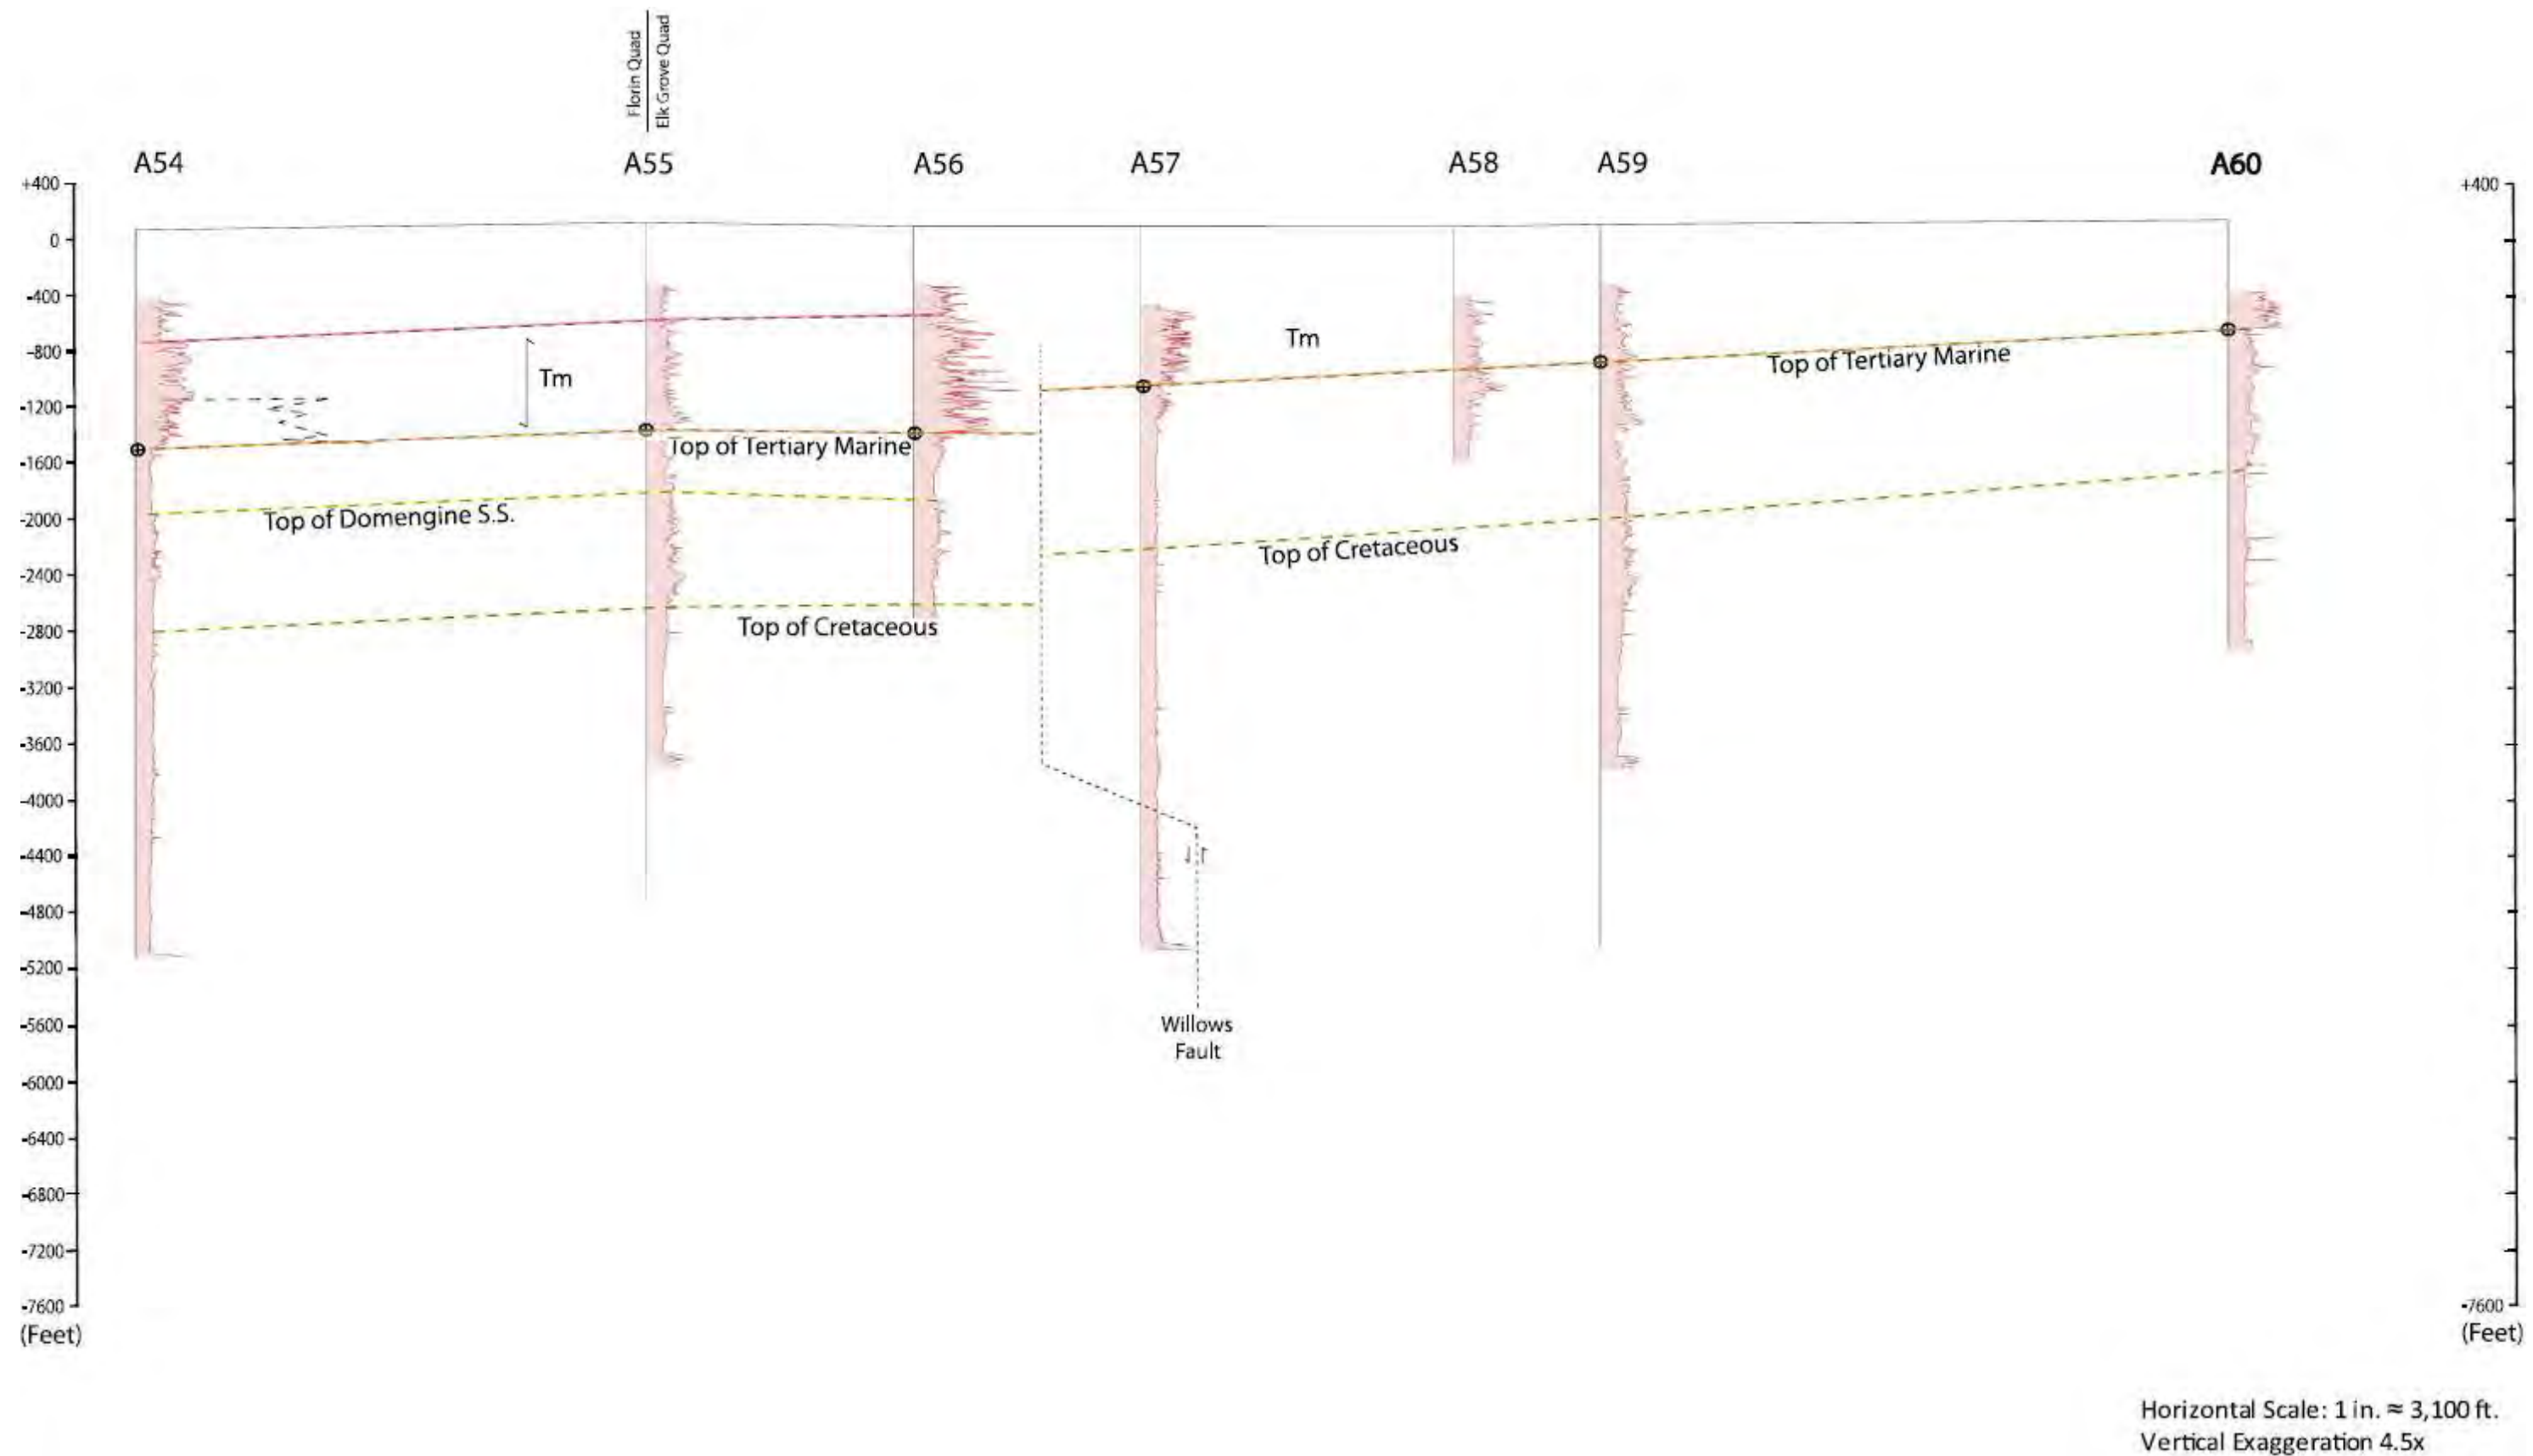 Florin Quad
Elk Grove Quad
A54
A55
A56
A57
A58
A59
A60
+400
0
-400
-800
-1200
-1600
-2000
-2400
-2800
-3200
-3600
-4000
-4400
-4800
-5200
-5600
-6000
-6400
-6800
-7200
-7600
(Feet)
+400
-7600
(Feet)
Tm
Tm
Top of Tertiary Marine
Top of Tertiary Marine
Top of Domengine S.S.
Top of Cretaceous
Top of Cretaceous
Willows
Fault
Horizontal Scale: 1 in. ≈ 3,100 ft.
Vertical Exaggeration 4.5x